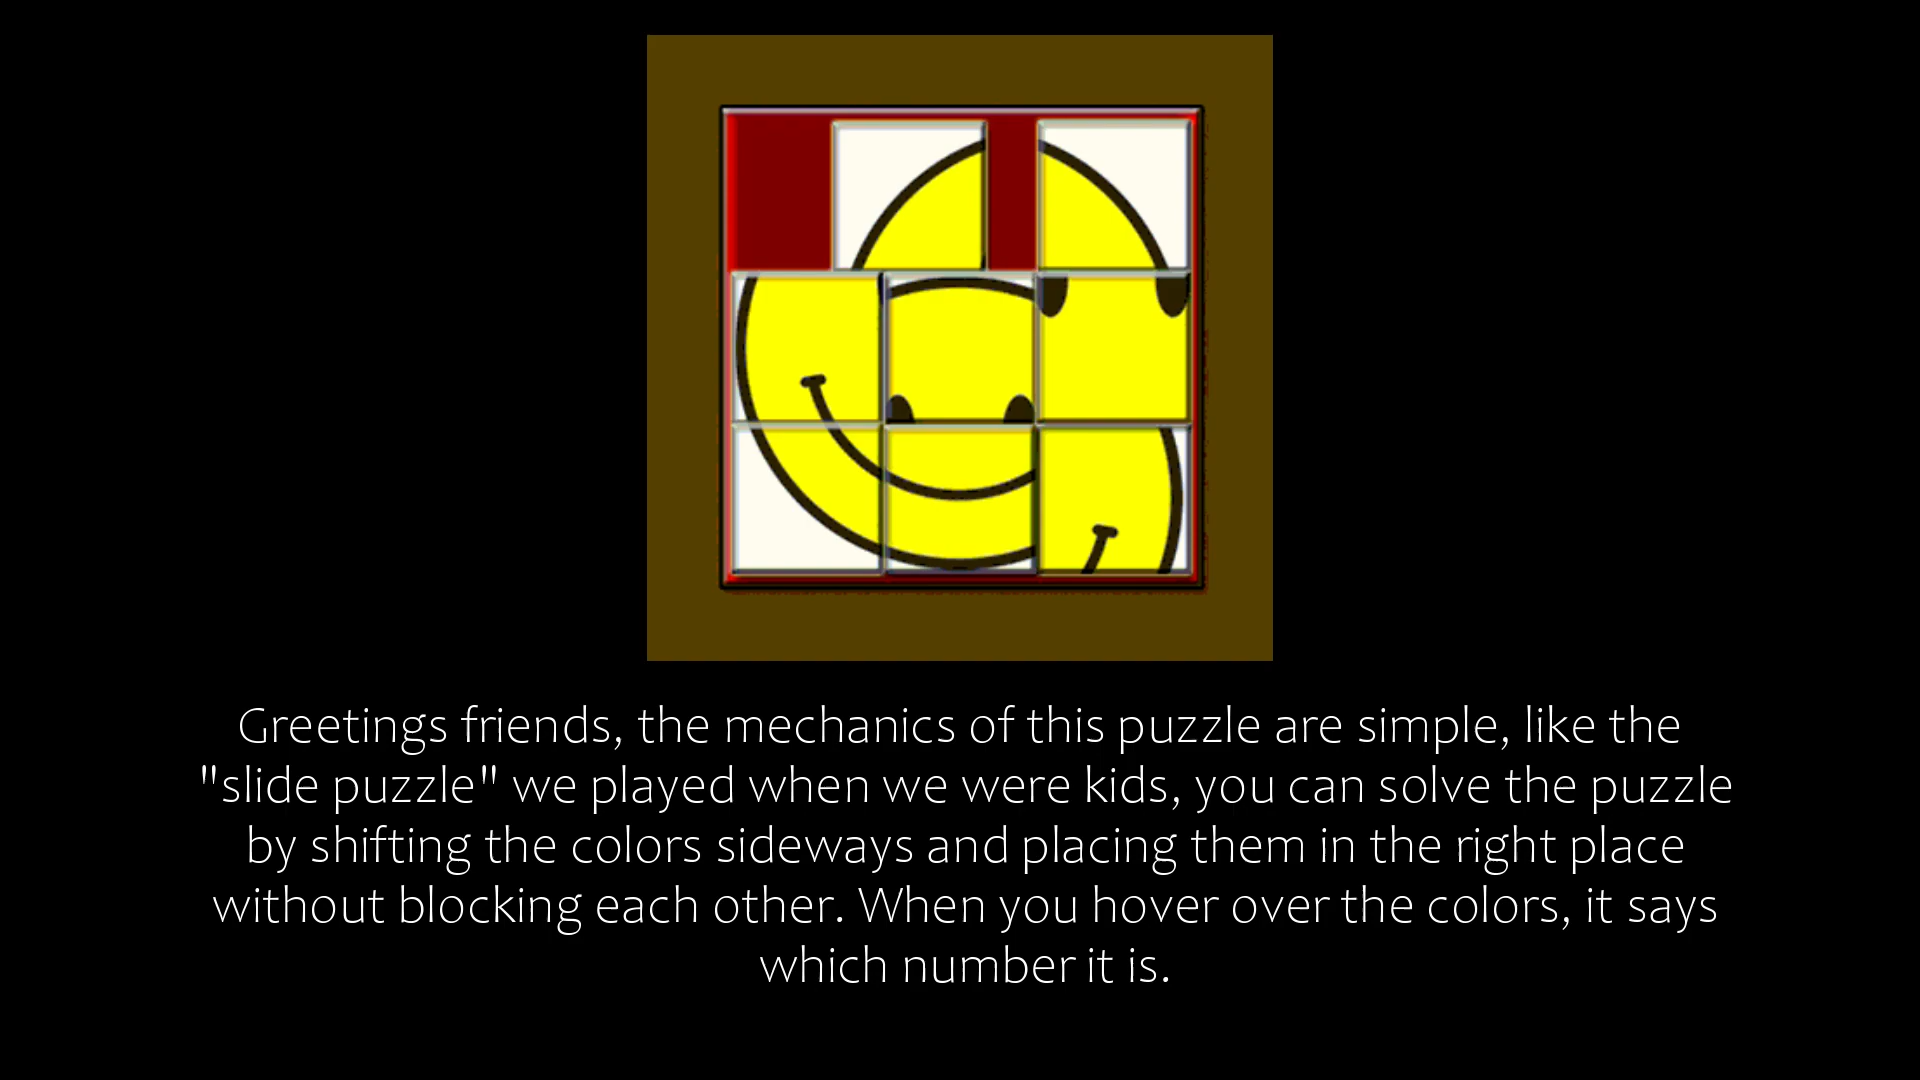 Greetings friends, the mechanics of this puzzle are simple, like the
"slide puzzle" we played when we were kids, you can solve the puzzle
by shifting the colors sideways and placing them in the right place
without blocking each other. When you hover over the colors, it says
which number it is.